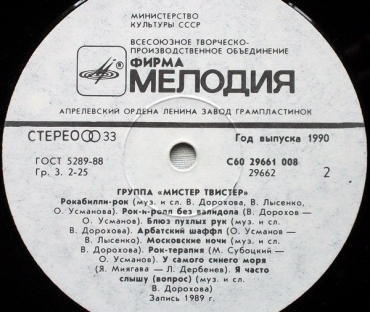 МИНИСТЕРСТВО
КУЛЬТУРЫ СССР
ВСЕСОЮЗНОЕ ТВОРЧЕСКО-
ПРОИЗВОДСТВЕННОЕ ОБЪЕДИНЕНИЕ
ФИРМА
МЕЛОДИЯ
АПРЕЛЕВСКИЙ ОРДЕНА ЛЕНИНА ЗАВОД ГРАМПЛАСТИНОК
СТЕРЕО 33
Год выпуска 1990
ГОСТ 5289-88
С60 29661 008
Гр. 3. 2-25
29662
2
ГРУППА «МИСТЕР ТВИСТЕР»
Рокабилли-рок (муз. и сл. В. Дорохова, В. Лысенко,
О. Усманова). Рок-н-ролл без валидола (В. Дорохов —
О. Усманова). Блюз пухлых рук (муз. и сл.
В. Дорохова). Арбатский шаффл (О. Усманов
— В. Лысенко). Московские ночи (муз. и сл.
В. Дорохова). Рок-терапия (М. Субоцкий —
О. Усманов). У самого синего моря
(Я. Миягава — Л. Дербенев). Я часто
слышу (вопрос) (муз. и сл.
В. Дорохова)
Запись 1989 г.